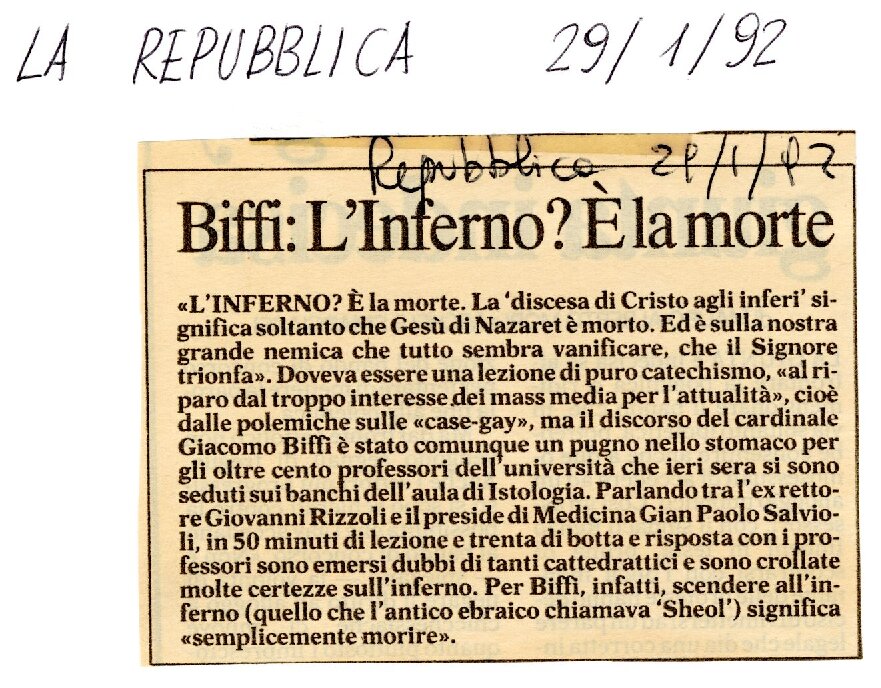 LA REPUBBLICA 29/1/92
Repubblica 29/1/92
Biffi: L'Inferno? È la morte
«L'INFERNO? È la morte. La 'discesa di Cristo agli inferi' si-
gnifica soltanto che Gesù di Nazaret è morto. Ed è sulla nostra
grande nemica che tutto sembra vanificare, che il Signore
trionfa». Doveva essere una lezione di puro catechismo, «al ri-
paro dal troppo interesse dei mass media per l'attualità», cioè
dalle polemiche sulle «case-gay», ma il discorso del cardinale
Giacomo Biffi è stato comunque un pugno nello stomaco per
gli oltre cento professori dell'università che ieri sera si sono
seduti sui banchi dell'aula di Istologia. Parlando tra l'ex retto-
re Giovanni Rizzoli e il preside di Medicina Gian Paolo Salvio-
li, in 50 minuti di lezione e trenta di botta e risposta con i pro-
fessori sono emersi dubbi di tanti cattedrattici e sono crollate
molte certezze sull'inferno. Per Biffi, infatti, scendere all'in-
ferno (quello che l'antico ebraico chiamava 'Sheol') significa
«semplicemente morire».